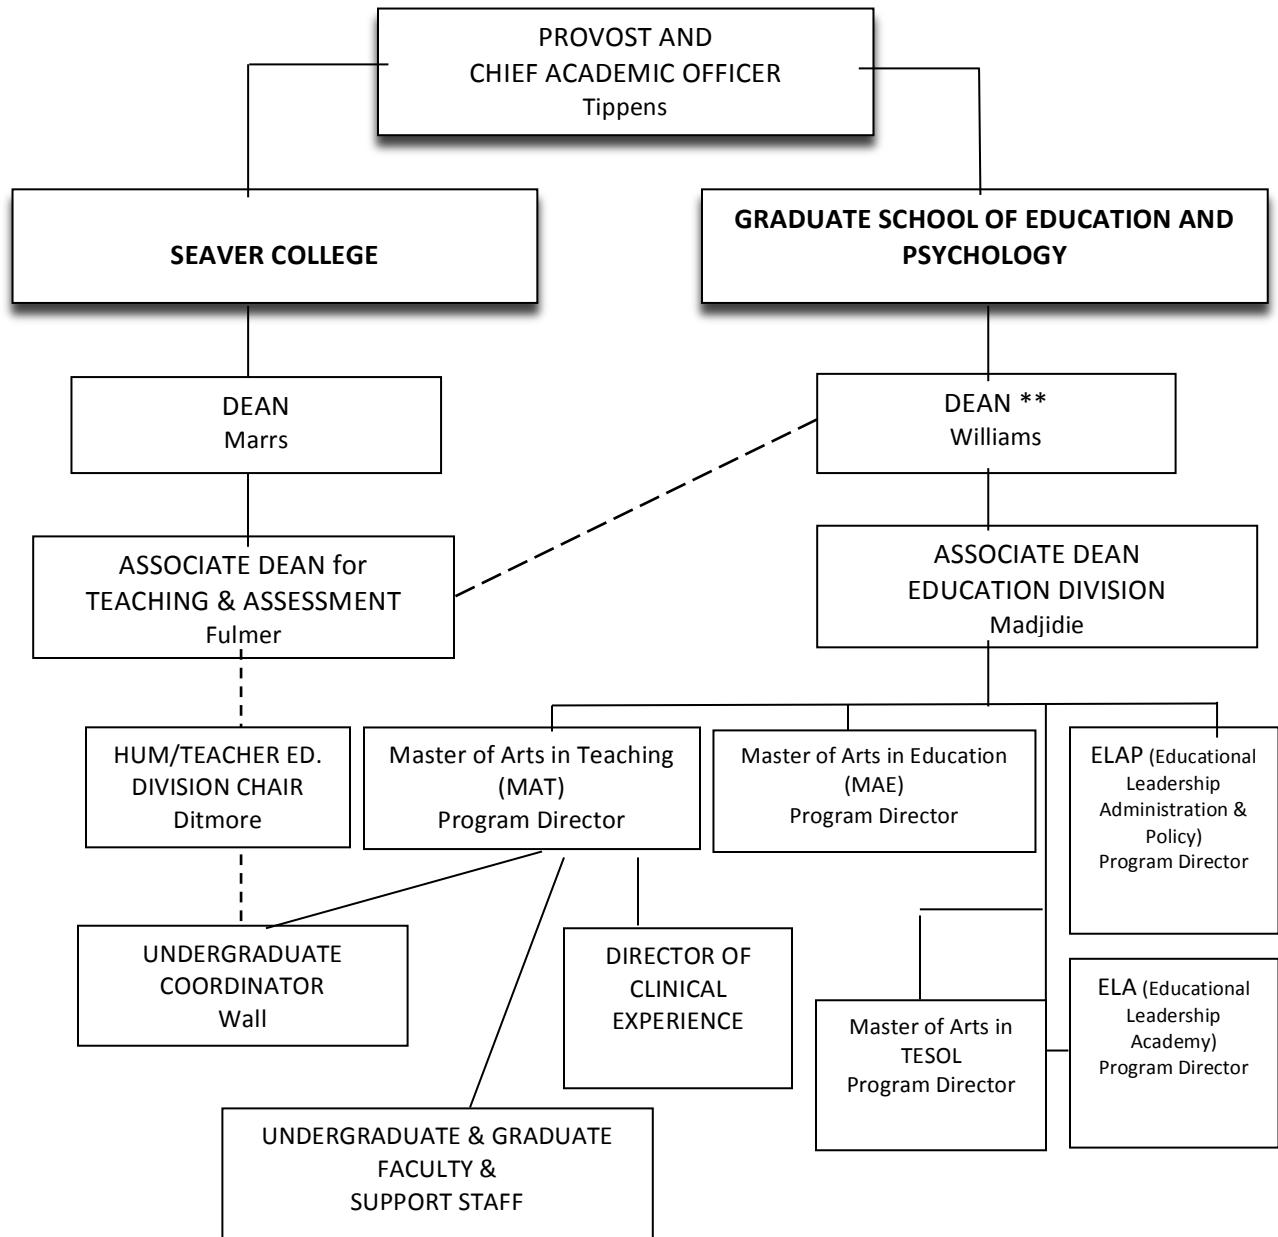 PROVOST AND
CHIEF ACADEMIC OFFICER
Tippens
SEAVER COLLEGE
GRADUATE SCHOOL OF EDUCATION AND
PSYCHOLOGY
DEAN
Marrs
DEAN **
Williams
ASSOCIATE DEAN for
TEACHING & ASSESSMENT
Fulmer
ASSOCIATE DEAN
EDUCATION DIVISION
Madjidie
HUM/TEACHER ED.
DIVISION CHAIR
Ditmore
Master of Arts in Teaching
(MAT)
Program Director
Master of Arts in Education
(MAE)
Program Director
ELAP (Educational
Leadership
Administration &
Policy)
Program Director
UNDERGRADUATE
COORDINATOR
Wall
DIRECTOR OF
CLINICAL
EXPERIENCE
Master of Arts in
TESOL
Program Director
ELA (Educational
Leadership
Academy)
Program Director
UNDERGRADUATE & GRADUATE
FACULTY &
SUPPORT STAFF